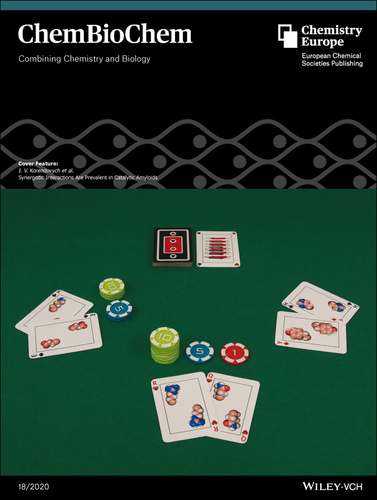 ChemBioChem
Combining Chemistry and Biology
Chemistry
Europe
European Chemical
Societies Publishing
Cover Feature:
I. V. Korendovych et al.
Synergistic Interactions Are Prevalent in Catalytic Amyloids
5
10
5
1
18/2020
WILEY-VCH